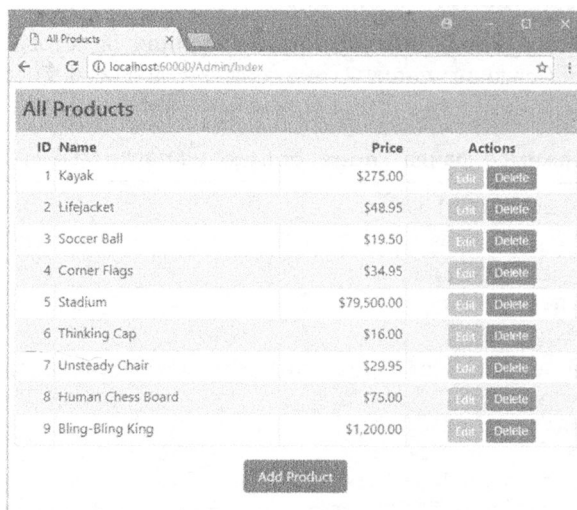 All Products
localhost:60000/Admin/Index
All Products
ID Name Price Actions
1 Kayak $275.00 Edit Delete
2 Lifejacket $48.95 Edit Delete
3 Soccer Ball $19.50 Edit Delete
4 Corner Flags $34.95 Edit Delete
5 Stadium $79,500.00 Edit Delete
6 Thinking Cap $16.00 Edit Delete
7 Unsteady Chair $29.95 Edit Delete
8 Human Chess Board $75.00 Edit Delete
9 Bling-Bling King $1,200.00 Edit Delete
Add Product